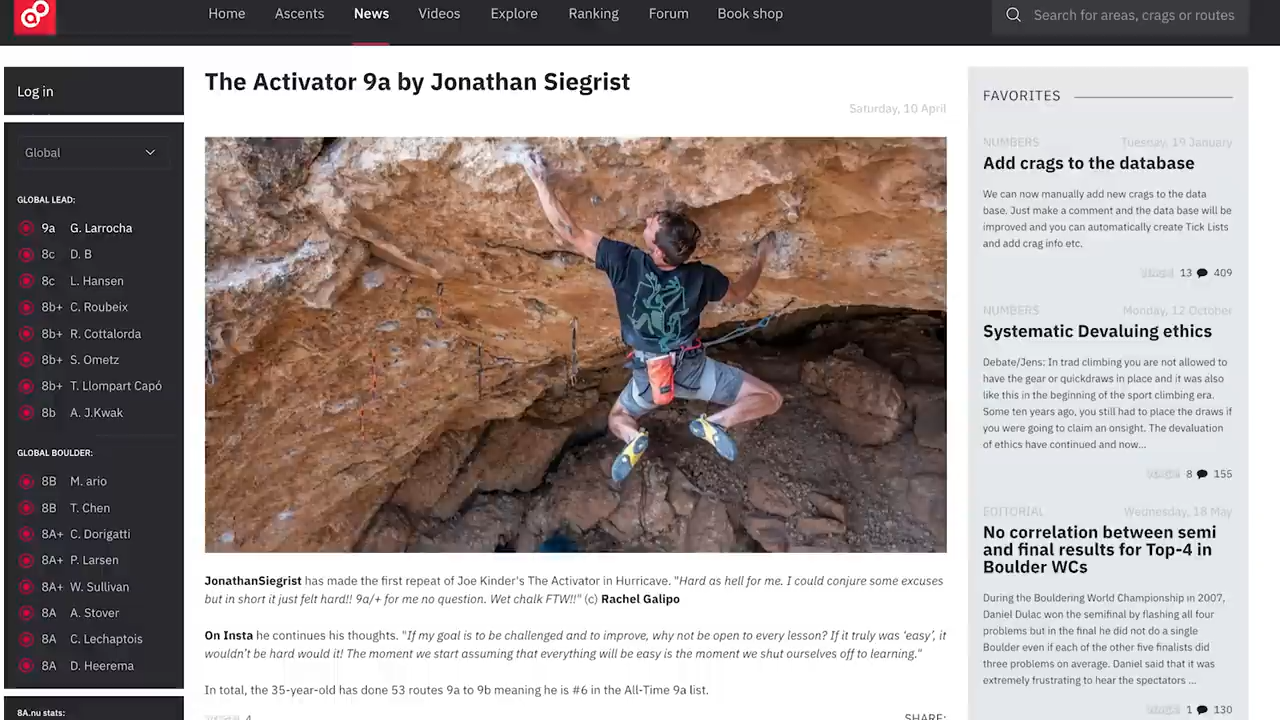 Home Ascents News Videos Explore Ranking Forum Book shop
Search for areas, crags or routes
Log in
Global
GLOBAL LEAD:
9a G. Larrocha
8c D. B
8c L. Hansen
8b+ C. Roubeix
8b+ R. Cottalorda
8b+ S. Ometz
8b+ T. Llompart Capó
8b A. J.Kwak
GLOBAL BOULDER:
8B M. ario
8B T. Chen
8A+ C. Dorigatti
8A+ P. Larsen
8A+ W. Sullivan
8A A. Stover
8A C. Lechaptois
8A D. Heerema
8A.nu stats:
The Activator 9a by Jonathan Siegrist
Saturday, 10 April
JonathanSiegrist has made the first repeat of Joe Kinder's The Activator in Hurricave. "Hard as hell for me. I could conjure some excuses
but in short it just felt hard!! 9a/+ for me no question. Wet chalk FTW!!" (c) Rachel Galipo
On Insta he continues his thoughts. "If my goal is to be challenged and to improve, why not be open to every lesson? If it truly was ‘easy’, it
wouldn’t be hard would it! The moment we start assuming that everything will be easy is the moment we shut ourselves off to learning."
In total, the 35-year-old has done 53 routes 9a to 9b meaning he is #6 in the All-Time 9a list.
4
SHARE:
FAVORITES
NUMBERS Tuesday, 19 January
Add crags to the database
We can now manually add new crags to the data
base. Just make a comment and the data base will be
improved and you can automatically create Tick Lists
and add crag info etc.
13 409
NUMBERS Monday, 12 October
Systematic Devaluing ethics
Debate/Jens: In trad climbing you are not allowed to
have the gear or quickdraws in place and it was also
like this in the beginning of the sport climbing era.
Some ten years ago, you still had to place the draws if
you were going to claim an onsight. The devaluation
of ethics have continued and now...
8 155
EDITORIAL Wednesday, 18 May
No correlation between semi
and final results for Top-4 in
Boulder WCs
During the Bouldering World Championship in 2007,
Daniel Dulac won the semifinal by flashing all four
problems but in the final he did not do a single
Boulder even if each of the other five finalists did
three problems on average. Daniel said that it was
extremely frustrating to hear the spectators ...
1 130